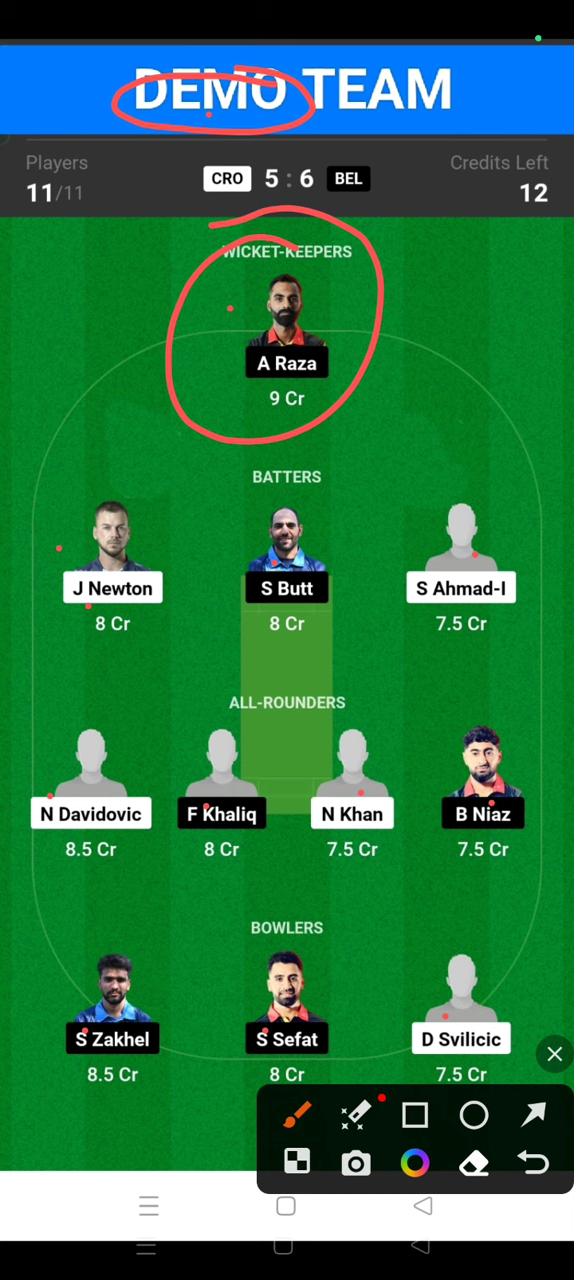 DEMO TEAM
Players
Credits Left
11/11
CRO 5 : 6 BEL
12
WICKET-KEEPERS
A Raza
9 Cr
BATTERS
J Newton
S Butt
S Ahmad-I
8 Cr
8 Cr
7.5 Cr
ALL-ROUNDERS
N Davidovic
F Khaliq
N Khan
B Niaz
8.5 Cr
8 Cr
7.5 Cr
7.5 Cr
BOWLERS
S Zakhel
S Sefat
D Svilicic
8.5 Cr
8 Cr
7.5 Cr